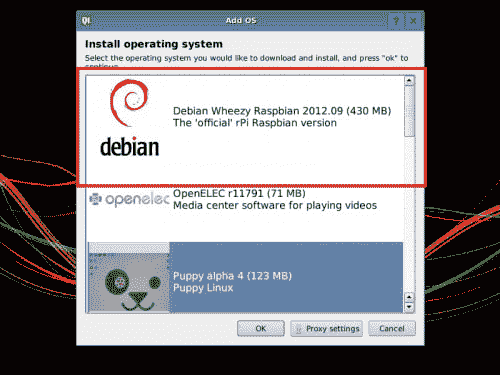 Add OS
Install operating system
Select the operating system you would like to download and install, and press "ok" to
continue.
Debian Wheezy Raspbian 2012.09 (430 MB)
The 'official' rPi Raspbian version
debian
OpenELEC r11791 (71 MB)
openelec
Media center software for playing videos
Puppy alpha 4 (123 MB)
Puppy Linux
OK
Proxy settings
Cancel